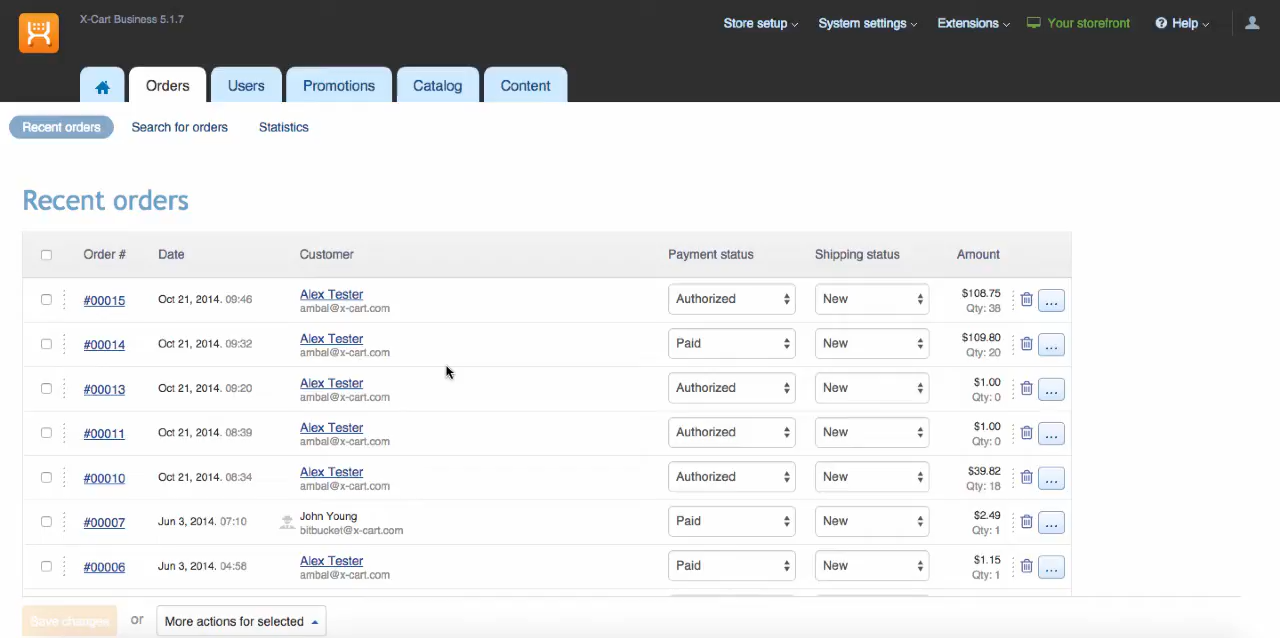 X-Cart Business 5.1.7
Store setup System settings Extensions Your storefront Help
Orders Users Promotions Catalog Content
Recent orders Search for orders Statistics
Recent orders
Order # Date Customer Payment status Shipping status Amount
#00015 Oct 21, 2014. 09:46 Alex Tester Authorized New $108.75
ambal@x-cart.com Qty: 38 ...
#00014 Oct 21, 2014. 09:32 Alex Tester Paid New $109.80
ambal@x-cart.com Qty: 20 ...
#00013 Oct 21, 2014. 09:20 Alex Tester Authorized New $1.00
ambal@x-cart.com Qty: 0 ...
#00011 Oct 21, 2014. 08:39 Alex Tester Authorized New $1.00
ambal@x-cart.com Qty: 0 ...
#00010 Oct 21, 2014. 08:34 Alex Tester Authorized New $39.82
ambal@x-cart.com Qty: 18 ...
#00007 Jun 3, 2014. 07:10 John Young Paid New $2.49
bitbucket@x-cart.com Qty: 1 ...
#00006 Jun 3, 2014. 04:58 Alex Tester Paid New $1.15
ambal@x-cart.com Qty: 1 ...
Save changes or More actions for selected